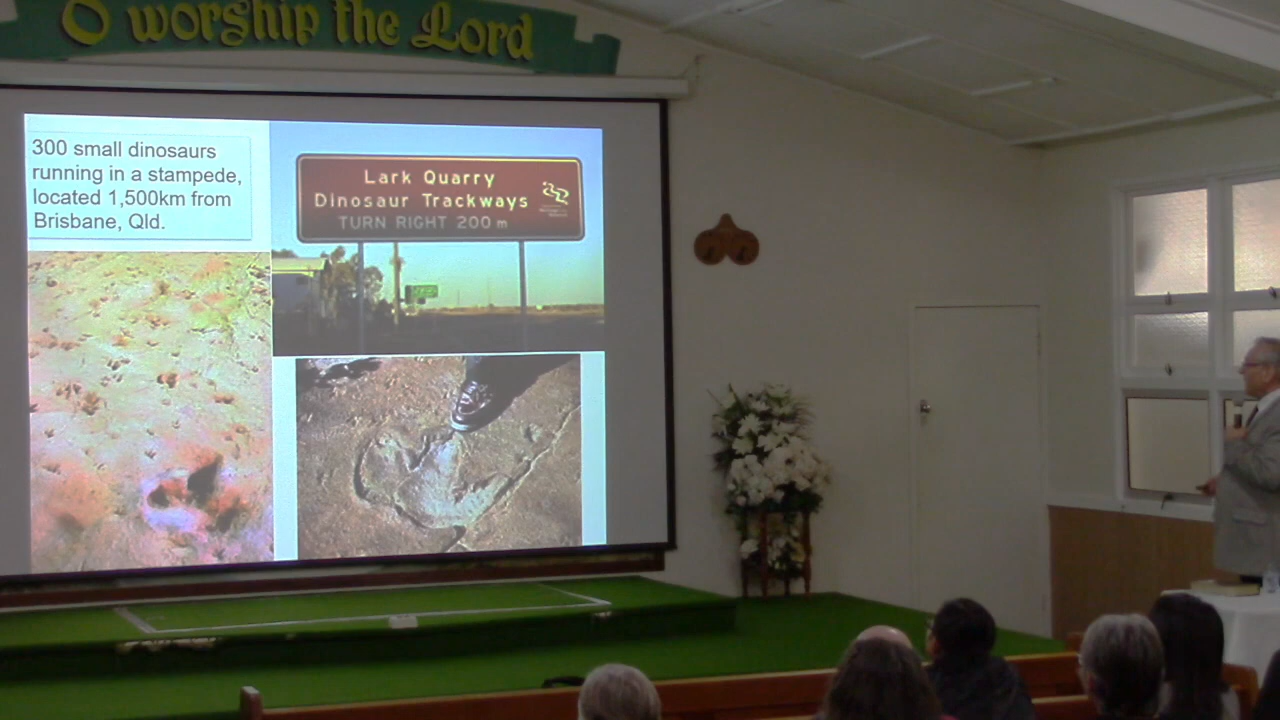 O worship the Lord
300 small dinosaurs
running in a stampede,
located 1,500km from
Brisbane, Qld.
Lark Quarry
Dinosaur Trackways
TURN RIGHT 200 m